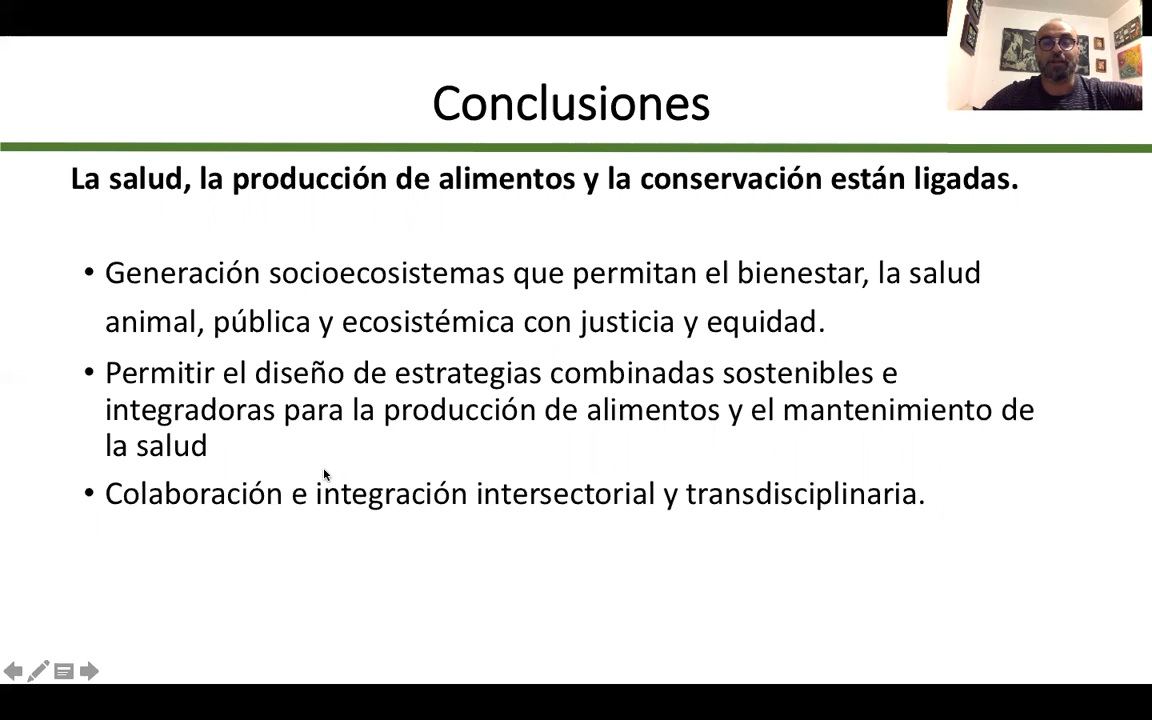 Conclusiones
La salud, la producción de alimentos y la conservación están ligadas.
• Generación socioecosistemas que permitan el bienestar, la salud
animal, pública y ecosistémica con justicia y equidad.
• Permitir el diseño de estrategias combinadas sostenibles e
integradoras para la producción de alimentos y el mantenimiento de
la salud
• Colaboración e integración intersectorial y transdisciplinaria.